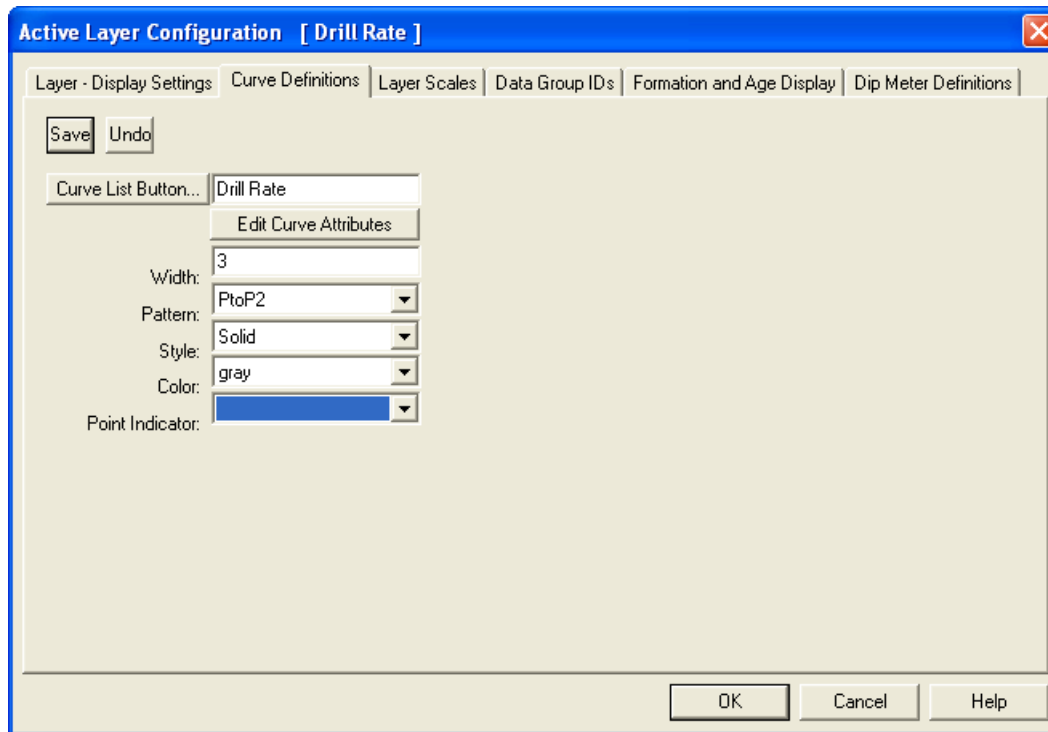 Active Layer Configuration [ Drill Rate ]
Layer - Display Settings Curve Definitions Layer Scales Data Group IDs Formation and Age Display Dip Meter Definitions
Save Undo
Curve List Button... Drill Rate
Edit Curve Attributes
Width: 3
Pattern: PtoP2
Style: Solid
Color: gray
Point Indicator:
OK Cancel Help